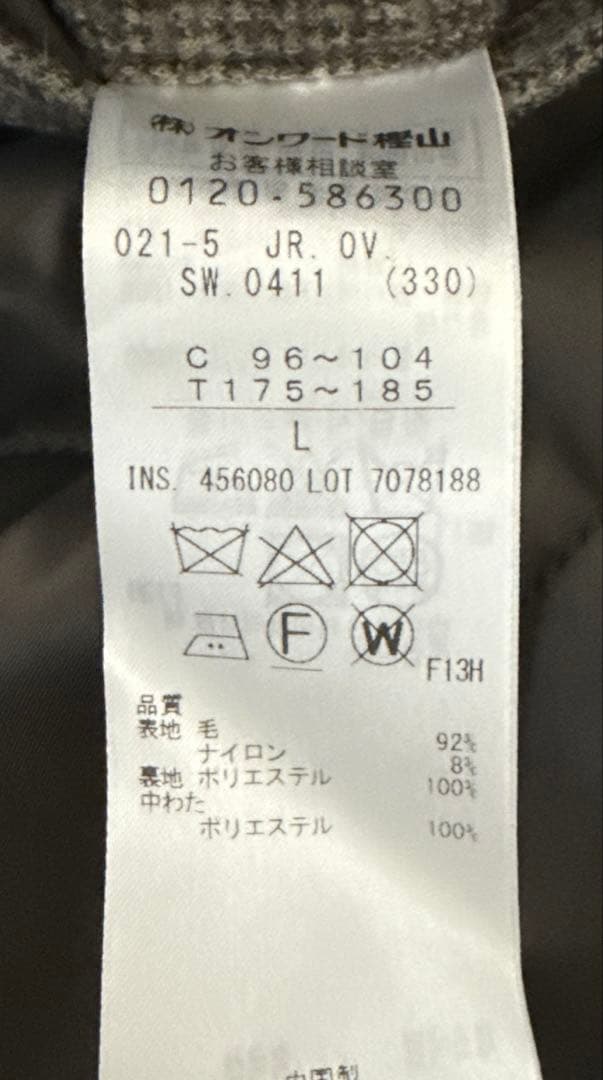 ㈱ オンワード樫山
お客様相談室
0120-586300
021-5 JR. OV.
SW. 0411 (330)
C 96~104
T175~185
L
INS. 456080 LOT 7078188
F W
F13H
品質
表地 毛 92%
ナイロン 8%
裏地 ポリエステル 100%
中わた
ポリエステル 100%
中国製